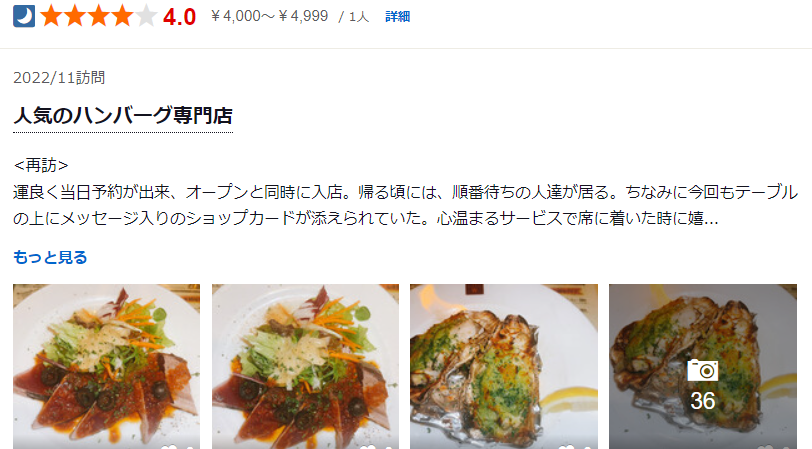 4.0 ¥4,000～¥4,999 / 1人 詳細
2022/11訪問
人気のハンバーグ専門店
<再訪>
運良く当日予約が出来、オープンと同時に入店。帰る頃には、順番待ちの人達が居る。ちなみに今回もテーブル
の上にメッセージ入りのショップカードが添えられていた。心温まるサービスで席に着いた時に嬉...
もっと見る
36